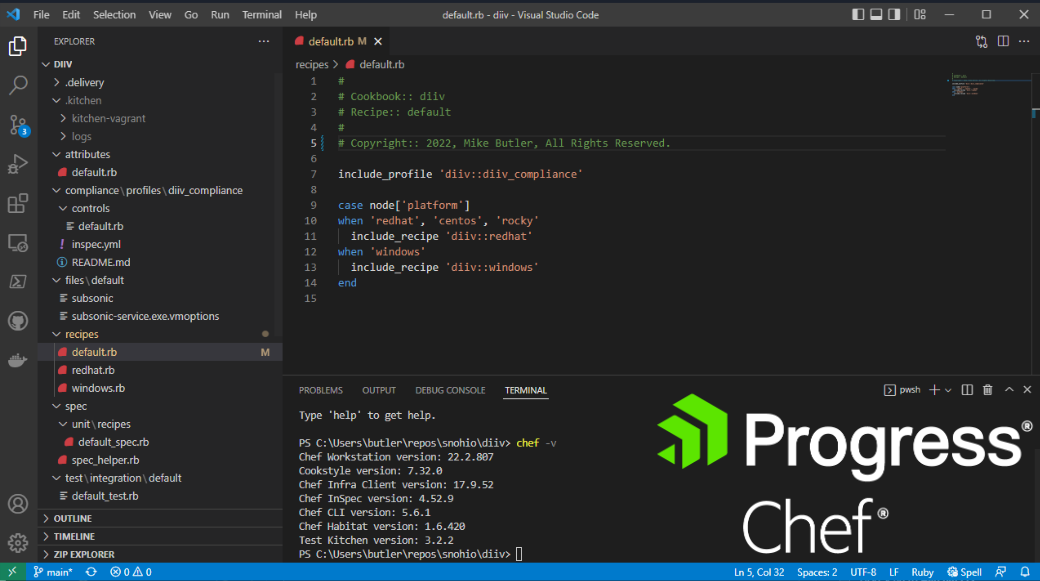 File Edit Selection View Go Run Terminal Help
default.rb - diiv - Visual Studio Code
EXPLORER
DIIV
.delivery
.kitchen
kitchen-vagrant
logs
attributes
default.rb
compliance\profiles\diiv_compliance
controls
default.rb
! inspec.yml
README.md
files\default
subsonic
subsonic-service.exe.vmoptions
recipes
default.rb M
redhat.rb
windows.rb
spec
unit\recipes
default_spec.rb
spec_helper.rb
test\integration\default
default_test.rb
OUTLINE
TIMELINE
ZIP EXPLORER
3
default.rb M
recipes > default.rb
1 #
2 # Cookbook:: diiv
3 # Recipe:: default
4 #
5 # Copyright:: 2022, Mike Butler, All Rights Reserved.
6
7 include_profile 'diiv::diiv_compliance'
8
9 case node['platform']
10 when 'redhat', 'centos', 'rocky'
11 include_recipe 'diiv::redhat'
12 when 'windows'
13 include_recipe 'diiv::windows'
14 end
15
PROBLEMS OUTPUT DEBUG CONSOLE TERMINAL
pwsh
Type 'help' to get help.
PS C:\Users\butler\repos\snohio\diiv> chef -v
Chef Workstation version: 22.2.807
Cookstyle version: 7.32.0
Chef Infra Client version: 17.9.52
Chef InSpec version: 4.52.9
Chef CLI version: 5.6.1
Chef Habitat version: 1.6.420
Test Kitchen version: 3.2.2
PS C:\Users\butler\repos\snohio\diiv>
Progress®
Chef®
main* 0 0
Ln 5, Col 32 Spaces: 2 UTF-8 LF Ruby Spell